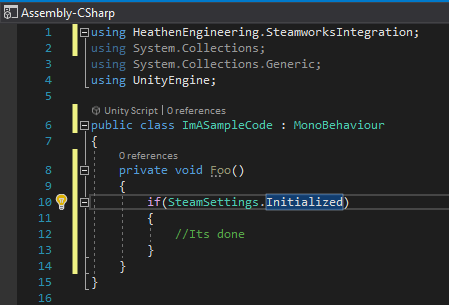 Assembly-CSharp
1 using HeathenEngineering.SteamworksIntegration;
2 using System.Collections;
3 using System.Collections.Generic;
4 using UnityEngine;
5
Unity Script | 0 references
6 public class ImASampleCode : MonoBehaviour
7 {
0 references
8 private void Foo()
9 {
10 if(SteamSettings.Initialized)
11 {
12 //Its done
13 }
14 }
15 }
16